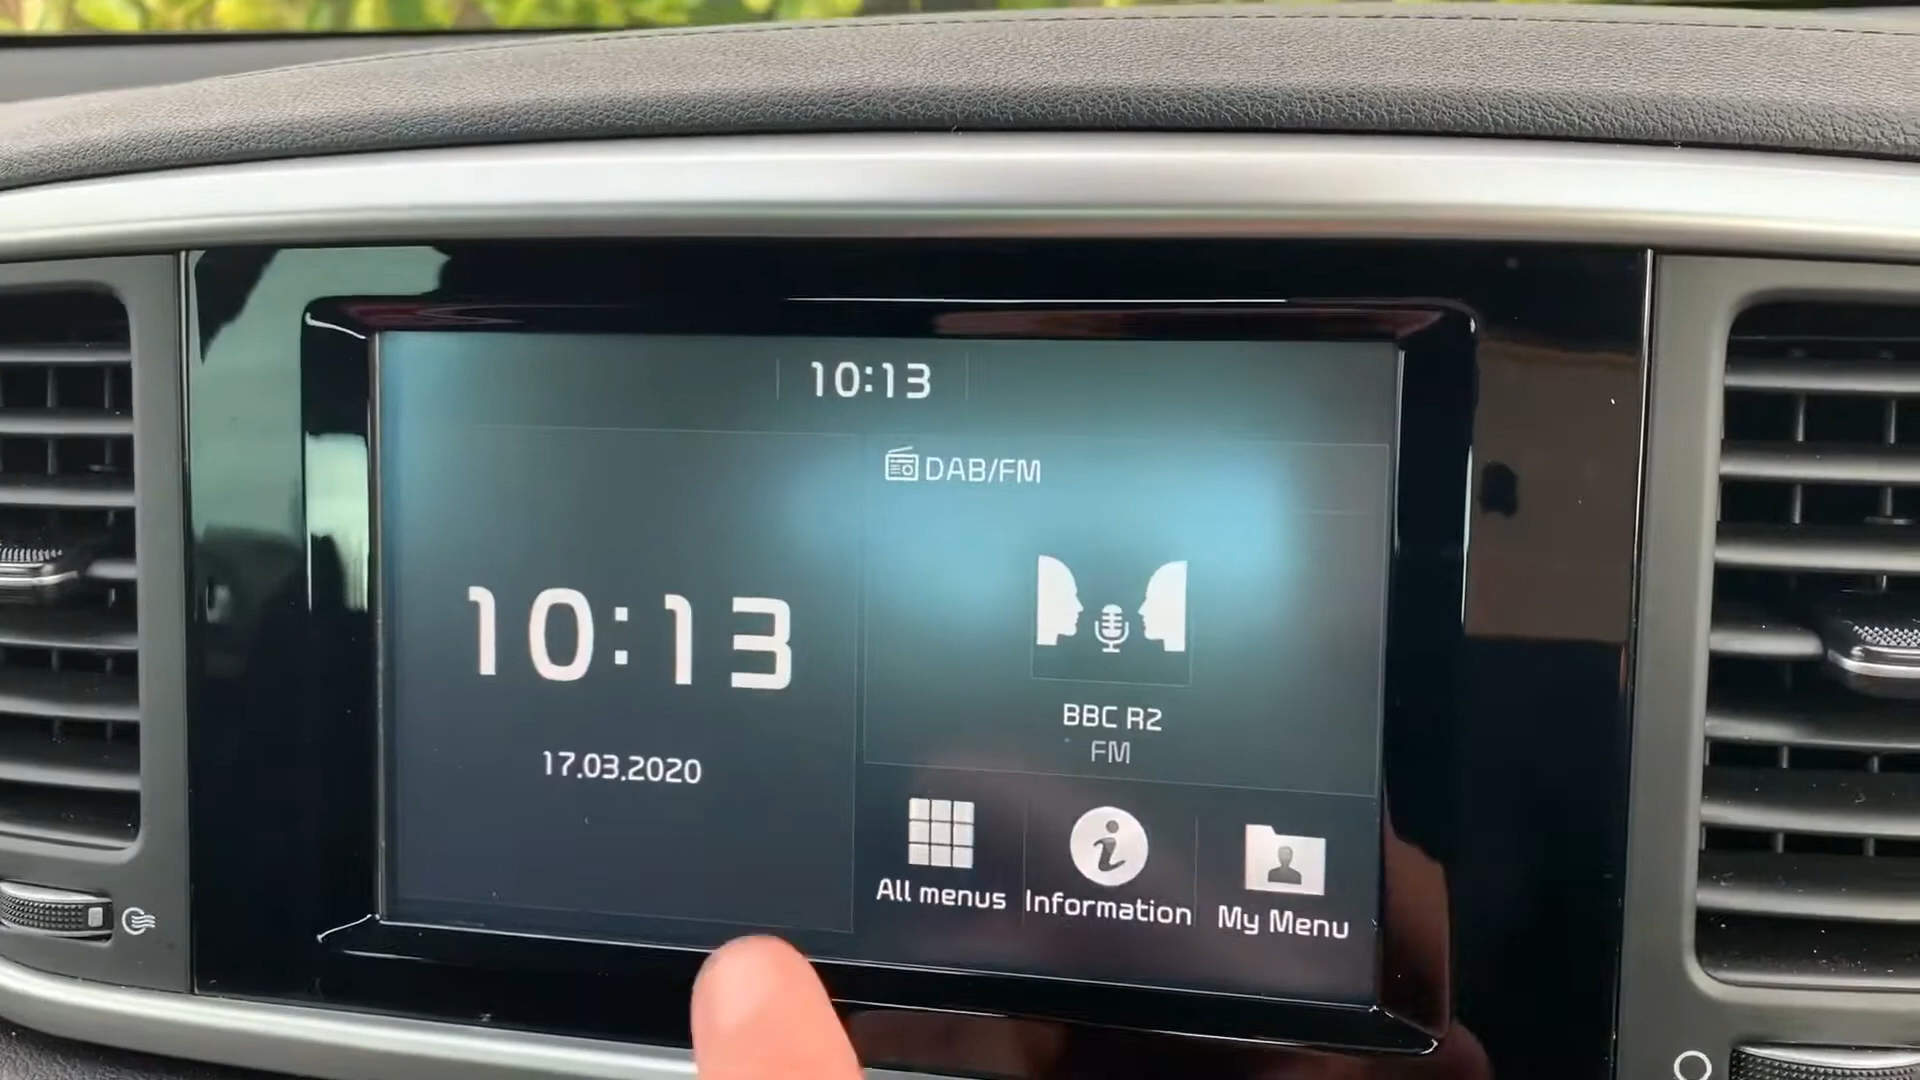 10:13
DAB/FM
10:13
17.03.2020
BBC R2
FM
All menus
Information
My Menu